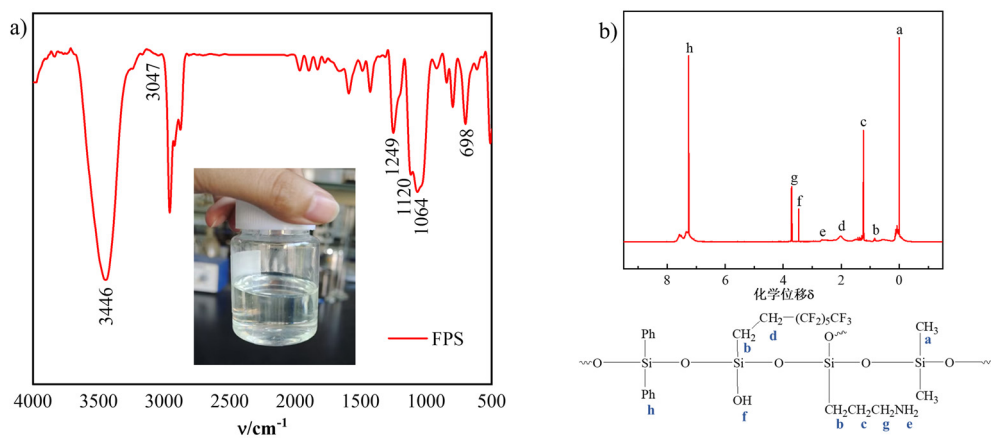 a)
3047
3446
1249
1120
1064
698
FPS
4000
3500
3000
2500
2000
1500
1000
500
ν/cm⁻¹
b)
a
h
c
g
f
e
d
b
8
6
4
2
0
化学位移δ
CH₂—(CF₂)₅CF₃
d
CH₂
b
Ph
O
CH₃
a
O
Si
O
Si
O
Si
O
Si
O
Ph
h
OH
f
CH₃
CH₂CH₂CH₂NH₂
b
c
g
e